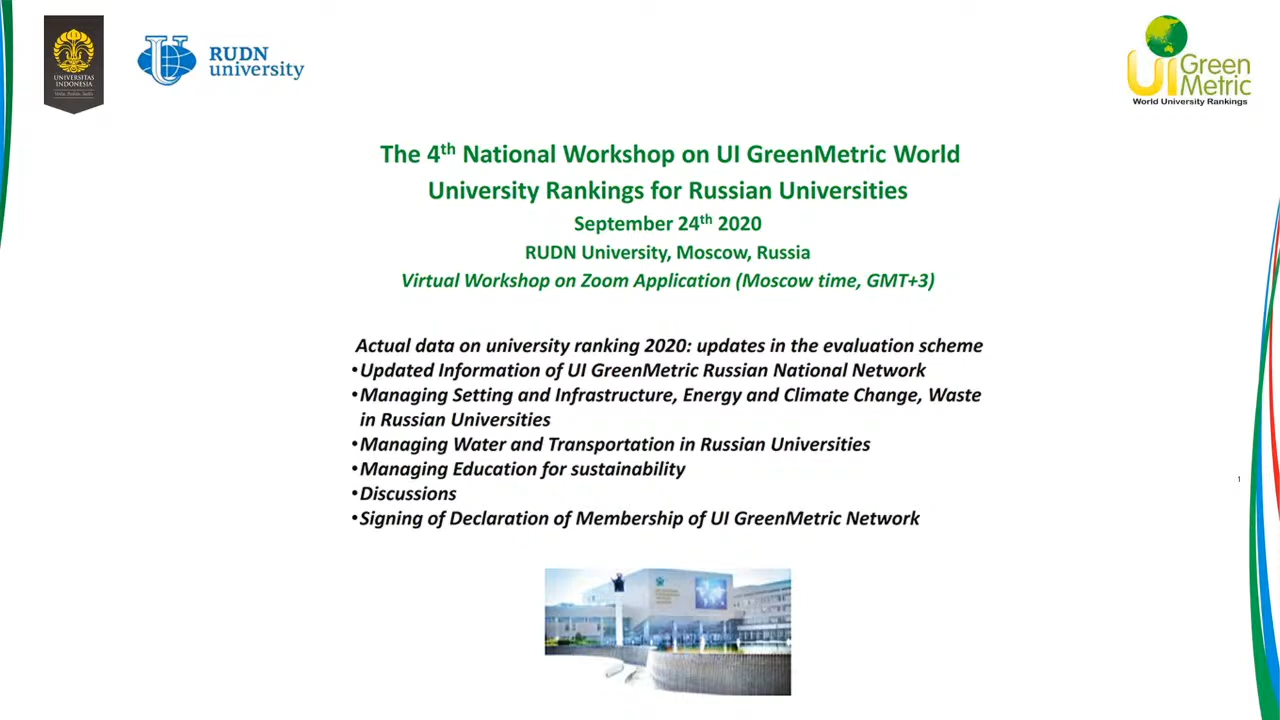 UNIVERSITAS
INDONESIA
RUDN
university
UI Green
Metric
World University Rankings
The 4th National Workshop on UI GreenMetric World
University Rankings for Russian Universities
September 24th 2020
RUDN University, Moscow, Russia
Virtual Workshop on Zoom Application (Moscow time, GMT+3)
Actual data on university ranking 2020: updates in the evaluation scheme
•Updated Information of UI GreenMetric Russian National Network
•Managing Setting and Infrastructure, Energy and Climate Change, Waste
in Russian Universities
•Managing Water and Transportation in Russian Universities
•Managing Education for sustainability
•Discussions
•Signing of Declaration of Membership of UI GreenMetric Network
1